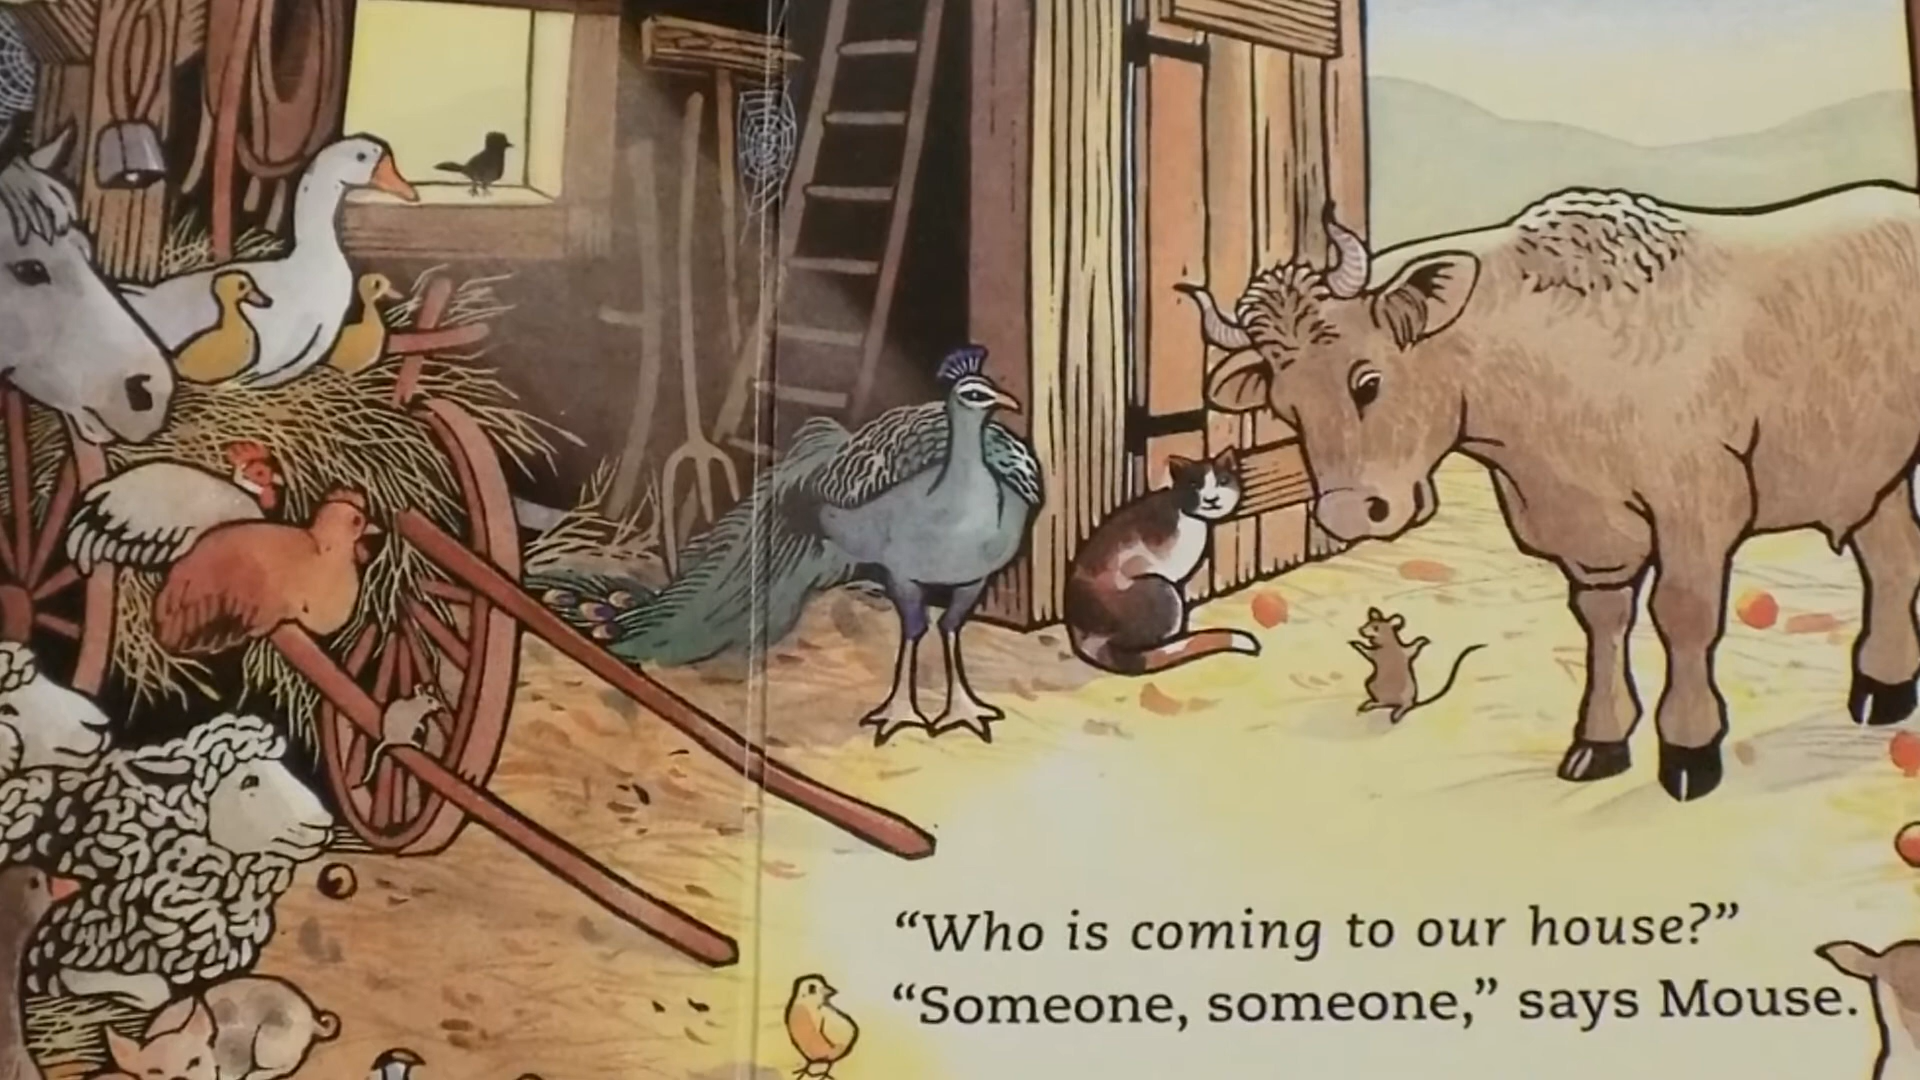 “Who is coming to our house?”
“Someone, someone,” says Mouse.